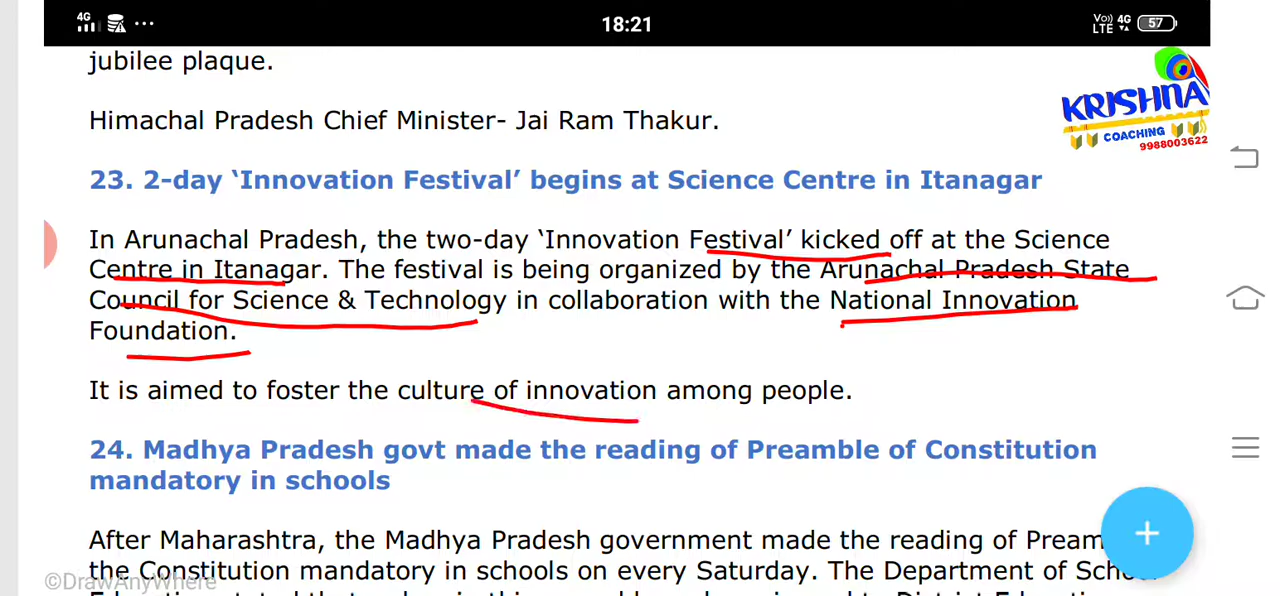 4G
18:21
Vo)) 4G
LTE
57
jubilee plaque.
KRISHNA
COACHING
9988003622
Himachal Pradesh Chief Minister- Jai Ram Thakur.
23. 2-day ‘Innovation Festival’ begins at Science Centre in Itanagar
In Arunachal Pradesh, the two-day ‘Innovation Festival’ kicked off at the Science
Centre in Itanagar. The festival is being organized by the Arunachal Pradesh State
Council for Science & Technology in collaboration with the National Innovation
Foundation.
It is aimed to foster the culture of innovation among people.
24. Madhya Pradesh govt made the reading of Preamble of Constitution
mandatory in schools
After Maharashtra, the Madhya Pradesh government made the reading of Pream
the Constitution mandatory in schools on every Saturday. The Department of
©DrawAnyWhere